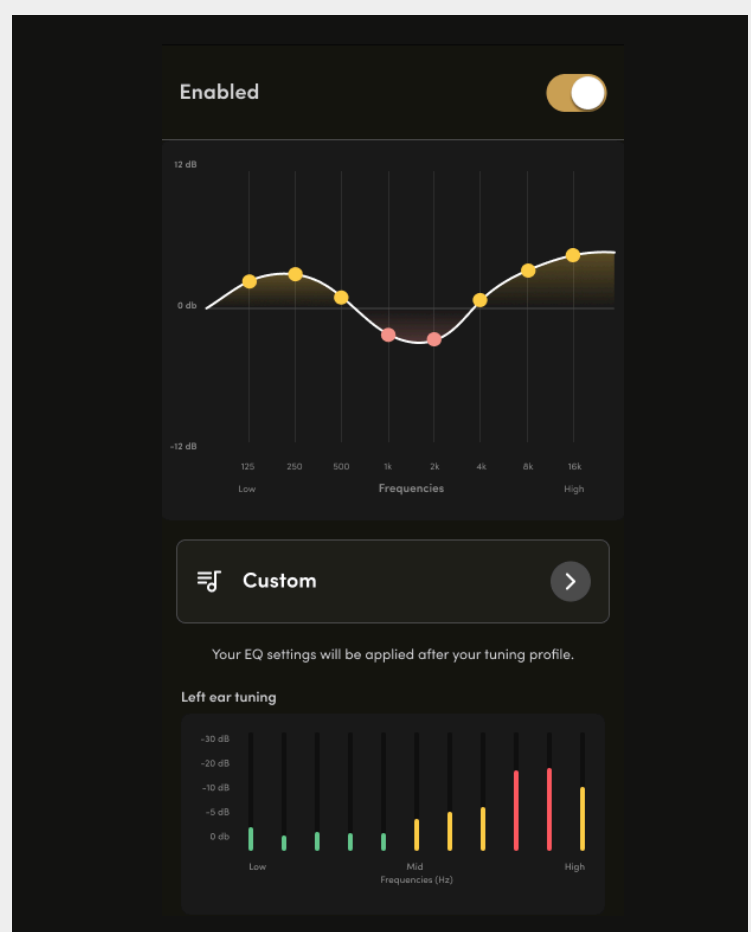 Enabled
12 dB
0 db
-12 dB
125 250 500 1k 2k 4k 8k 16k
Low Frequencies High
Custom
Your EQ settings will be applied after your tuning profile.
Left ear tuning
-30 dB
-20 dB
-10 dB
-5 dB
0 db
Low Mid High
Frequencies (Hz)